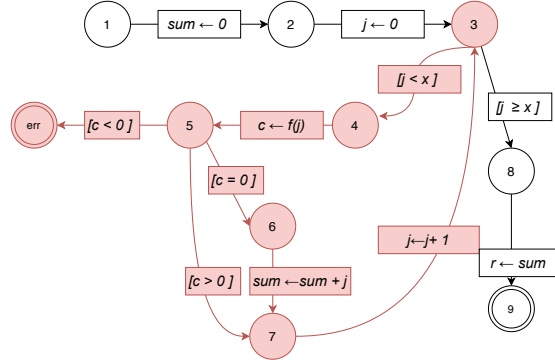 1
sum ← 0
2
j ← 0
3
[j < x ]
[j ≥ x ]
err
[c < 0 ]
5
c ← f(j)
4
8
[c = 0 ]
6
j←j+ 1
r ← sum
[c > 0 ]
sum ←sum + j
9
7